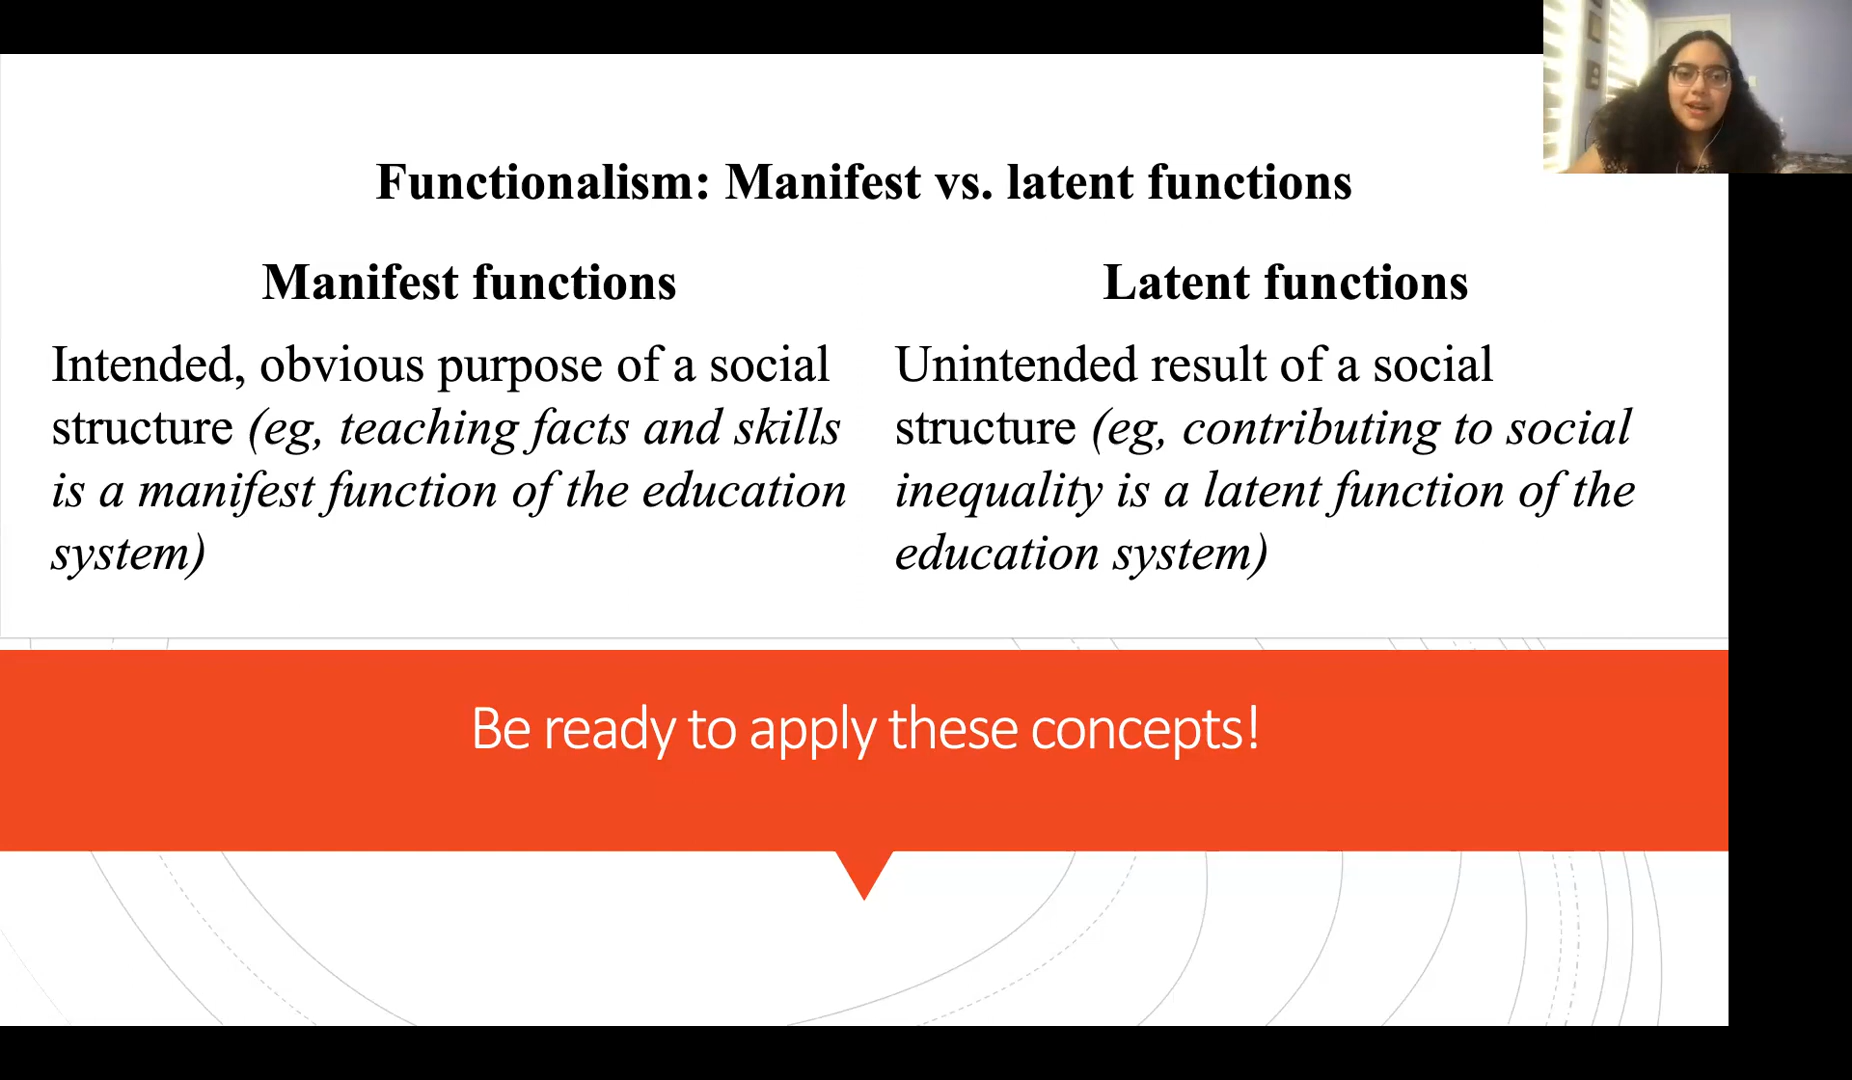 Functionalism: Manifest vs. latent functions
Manifest functions
Intended, obvious purpose of a social
structure (eg, teaching facts and skills
is a manifest function of the education
system)
Latent functions
Unintended result of a social
structure (eg, contributing to social
inequality is a latent function of the
education system)
Be ready to apply these concepts!